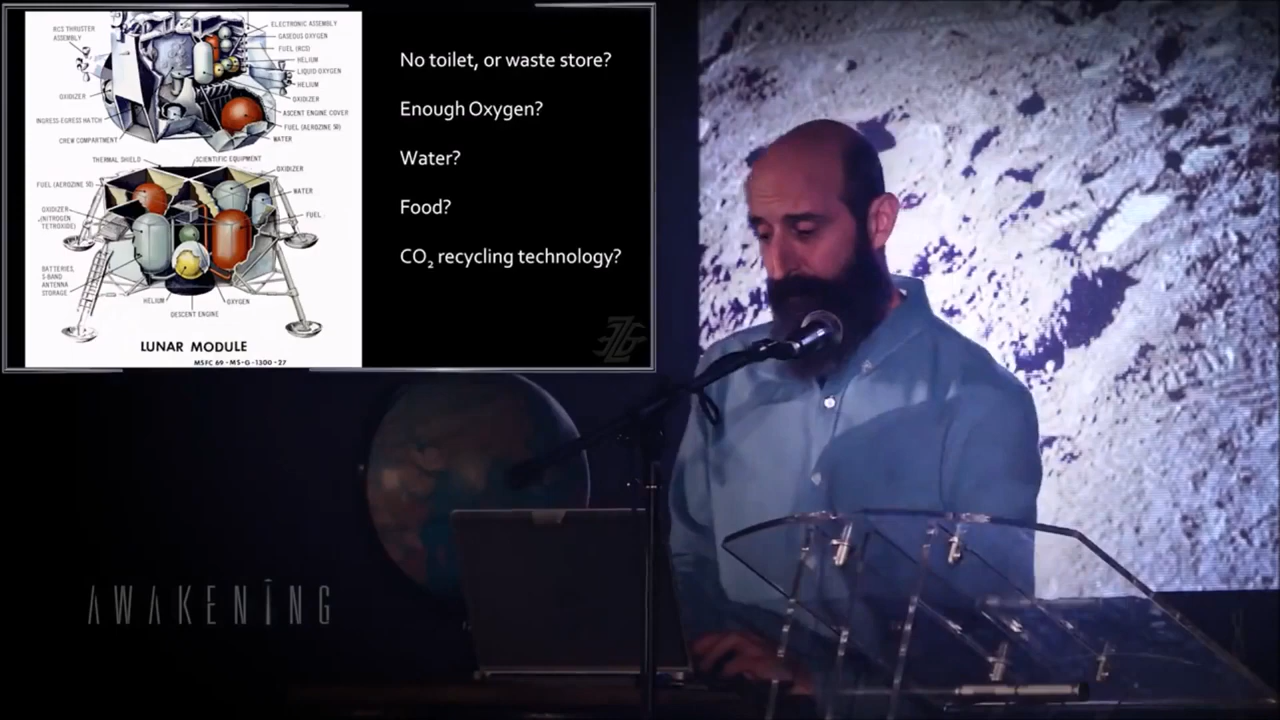 ELECTRONIC ASSEMBLY
RCS THRUSTER
ASSEMBLY
GASEOUS OXYGEN
FUEL (RCS)
HELIUM
LIQUID OXYGEN
HELIUM
OXIDIZER
OXIDIZER
ASCENT ENGINE COVER
INGRESS-EGRESS HATCH
FUEL (AEROZINE 50)
CREW COMPARTMENT
WATER
THERMAL SHIELD
SCIENTIFIC EQUIPMENT
OXIDIZER
FUEL (AEROZINE 50)
WATER
OXIDIZER
(NITROGEN
TETROXIDE)
FUEL
BATTERIES,
S-BAND
ANTENNA
STORAGE
HELIUM
OXYGEN
DESCENT ENGINE
LUNAR MODULE
MSFC 69-MS-G-1300-27
No toilet, or waste store?
Enough Oxygen?
Water?
Food?
CO₂ recycling technology?
AWAKENING